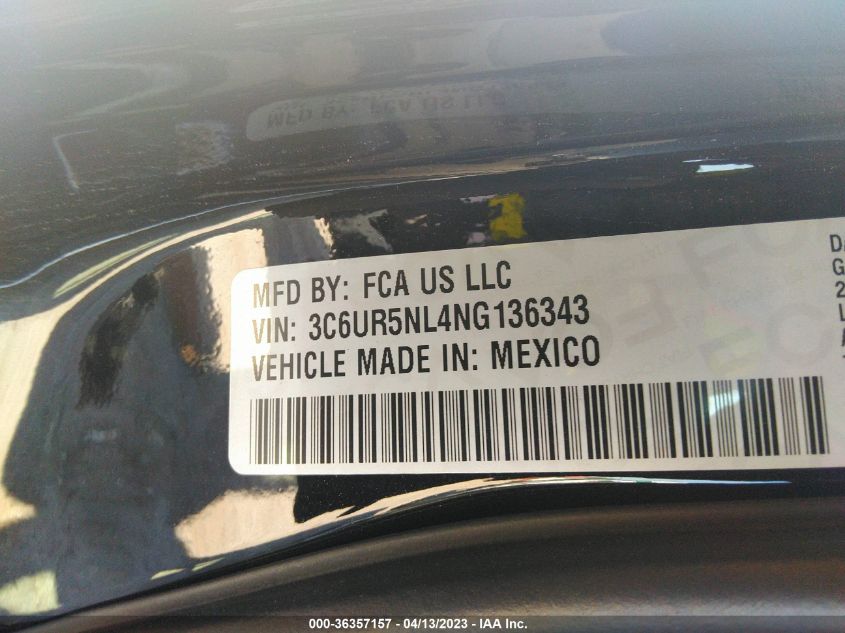 MFD BY: FCA US LLC
VIN: 3C6UR5NL4NG136343
VEHICLE MADE IN: MEXICO
000-36357157 - 04/13/2023 - IAA Inc.